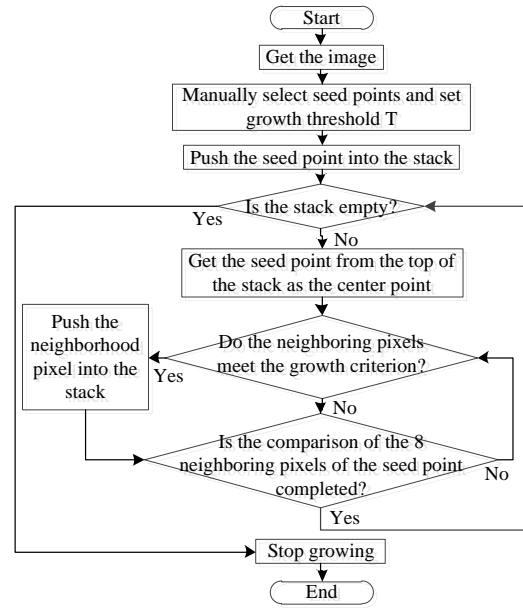 Start
Get the image
Manually select seed points and set
growth threshold T
Push the seed point into the stack
Is the stack empty?
Yes
No
Get the seed point from the top of
the stack as the center point
Push the
neighborhood
pixel into the
stack
Do the neighboring pixels
meet the growth criterion?
Yes
No
Is the comparison of the 8
neighboring pixels of the seed point
completed?
No
Yes
Stop growing
End